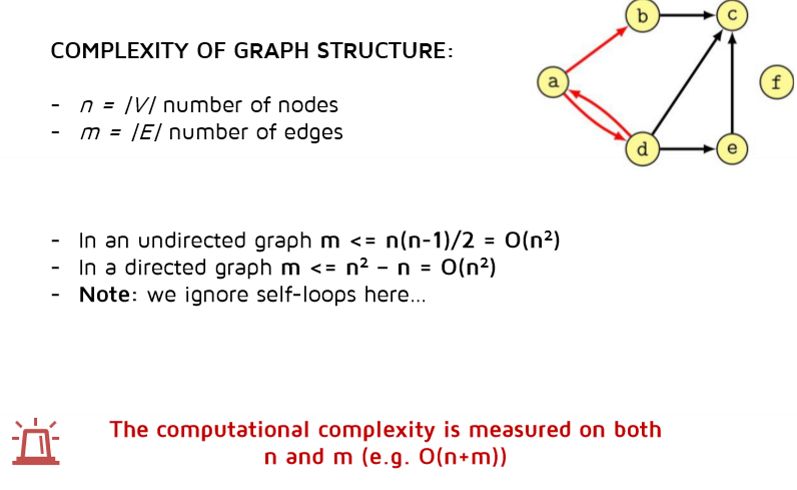 COMPLEXITY OF GRAPH STRUCTURE:
- n = |V| number of nodes
- m = |E| number of edges
b
c
a
f
d
e
- In an undirected graph m <= n(n-1)/2 = O(n²)
- In a directed graph m <= n² – n = O(n²)
- Note: we ignore self-loops here...
The computational complexity is measured on both
n and m (e.g. O(n+m))